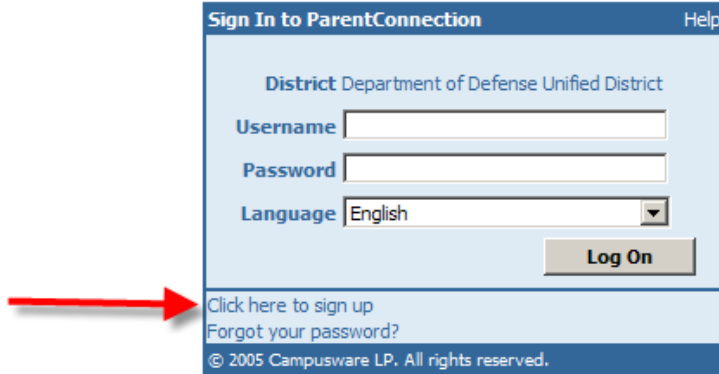 Sign In to ParentConnection Help
District Department of Defense Unified District
Username
Password
Language English
Log On
Click here to sign up
Forgot your password?
© 2005 Campusware LP. All rights reserved.